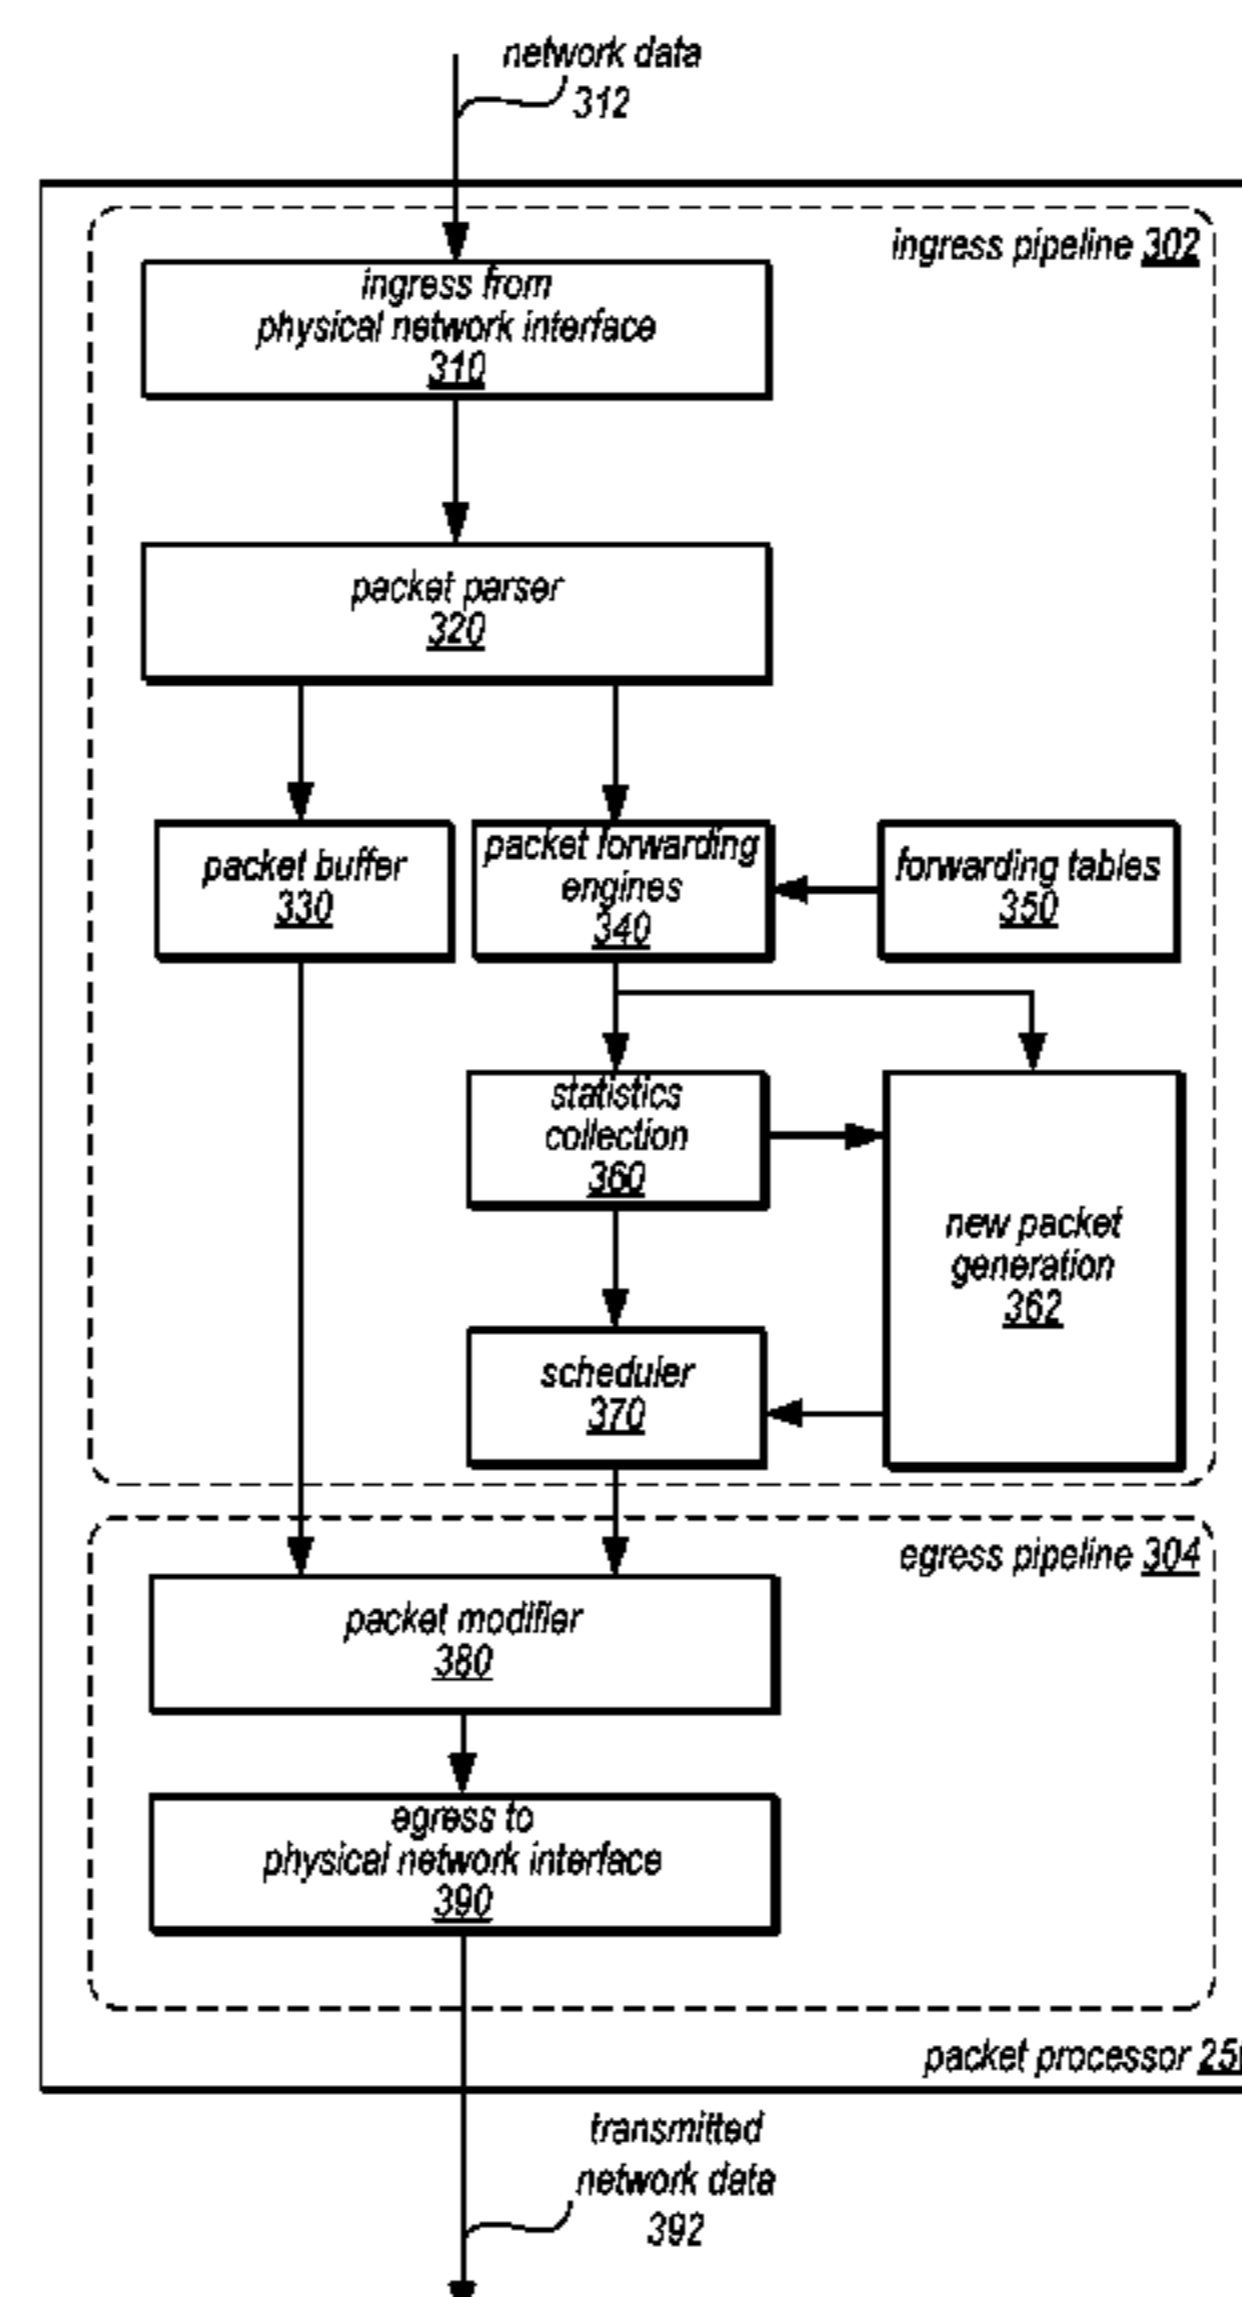 network data
312
ingress pipeline 302
ingress from
physical network interface
310
packet parser
320
packet buffer
330
packet forwarding
engines
340
forwarding tables
350
statistics
collection
360
new packet
generation
362
scheduler
370
egress pipeline 304
packet modifier
380
egress to
physical network interface
390
packet processor
transmitted
network data
392